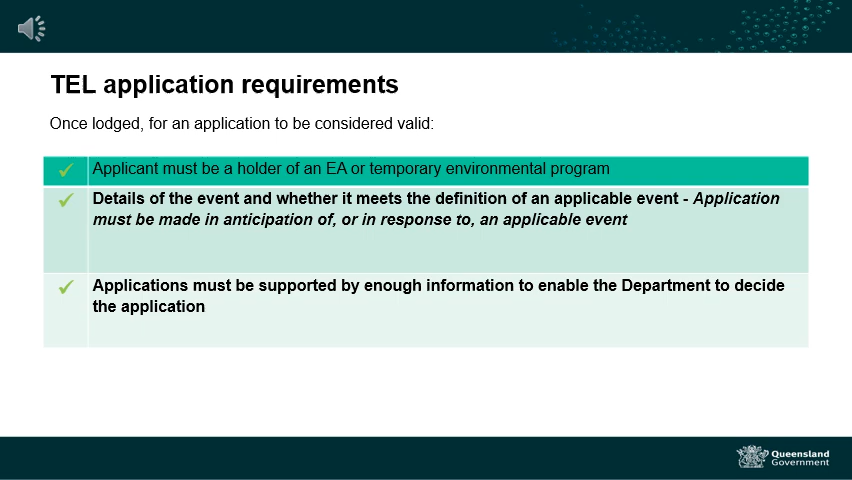 TEL application requirements
Once lodged, for an application to be considered valid:
Applicant must be a holder of an EA or temporary environmental program
Details of the event and whether it meets the definition of an applicable event - Application
must be made in anticipation of, or in response to, an applicable event
Applications must be supported by enough information to enable the Department to decide
the application
Queensland
Government